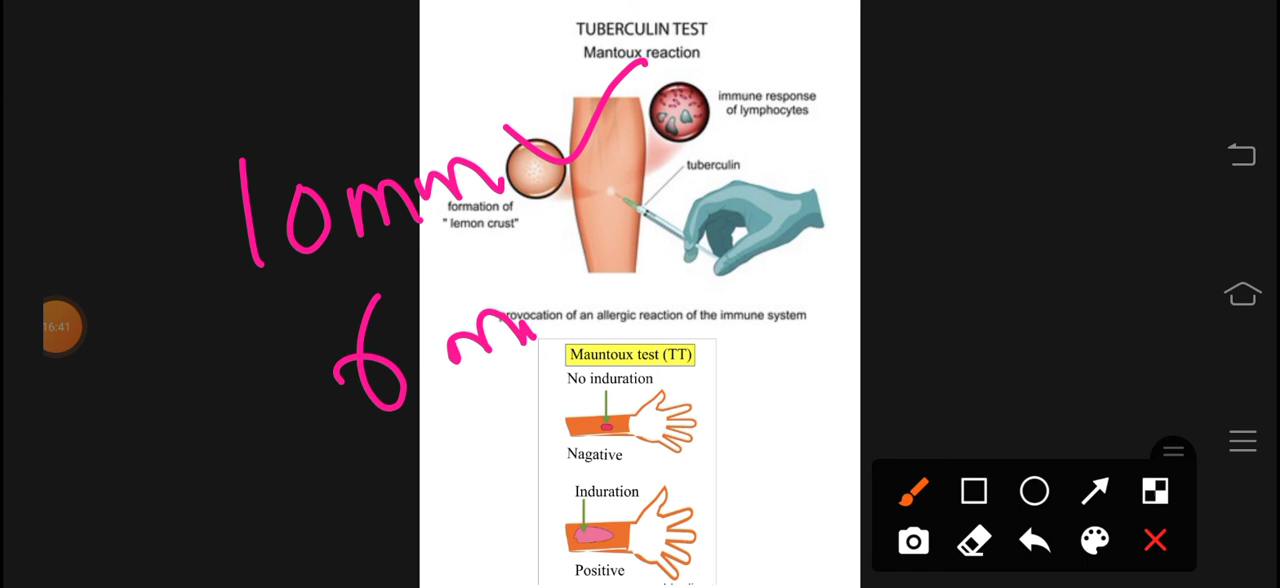 TUBERCULIN TEST
Mantoux reaction
immune response
of lymphocytes
10mm
tuberculin
formation of
" lemon crust"
provocation of an allergic reaction of the immune system
16:41
6
Mauntoux test (TT)
No induration
Nagative
Induration
Positive